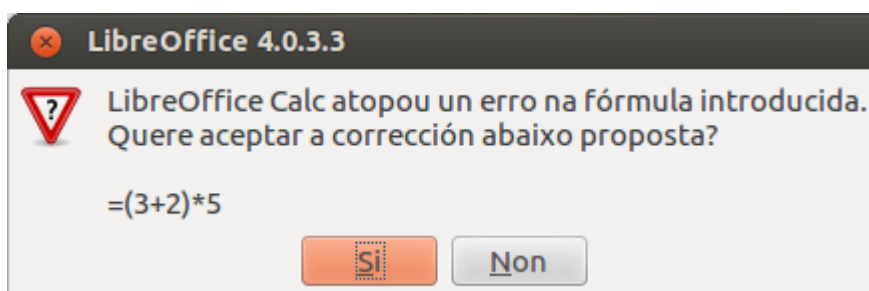 LibreOffice 4.0.3.3
?
LibreOffice Calc atopou un erro na fórmula introducida.
Quere aceptar a corrección abaixo proposta?
=(3+2)*5
Si
Non